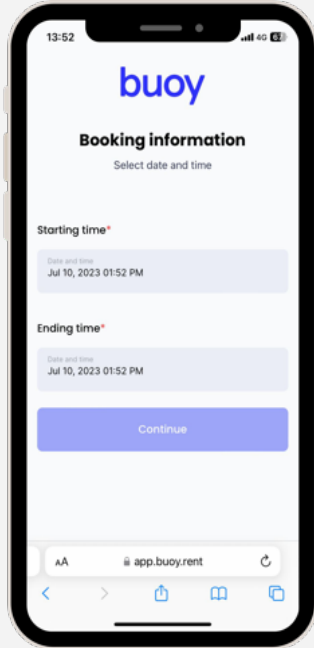 13:52
4G
buoy
Booking information
Select date and time
Starting time*
Date and time
Jul 10, 2023 01:52 PM
Ending time*
Date and time
Jul 10, 2023 01:52 PM
Continue
AA
app.buoy.rent